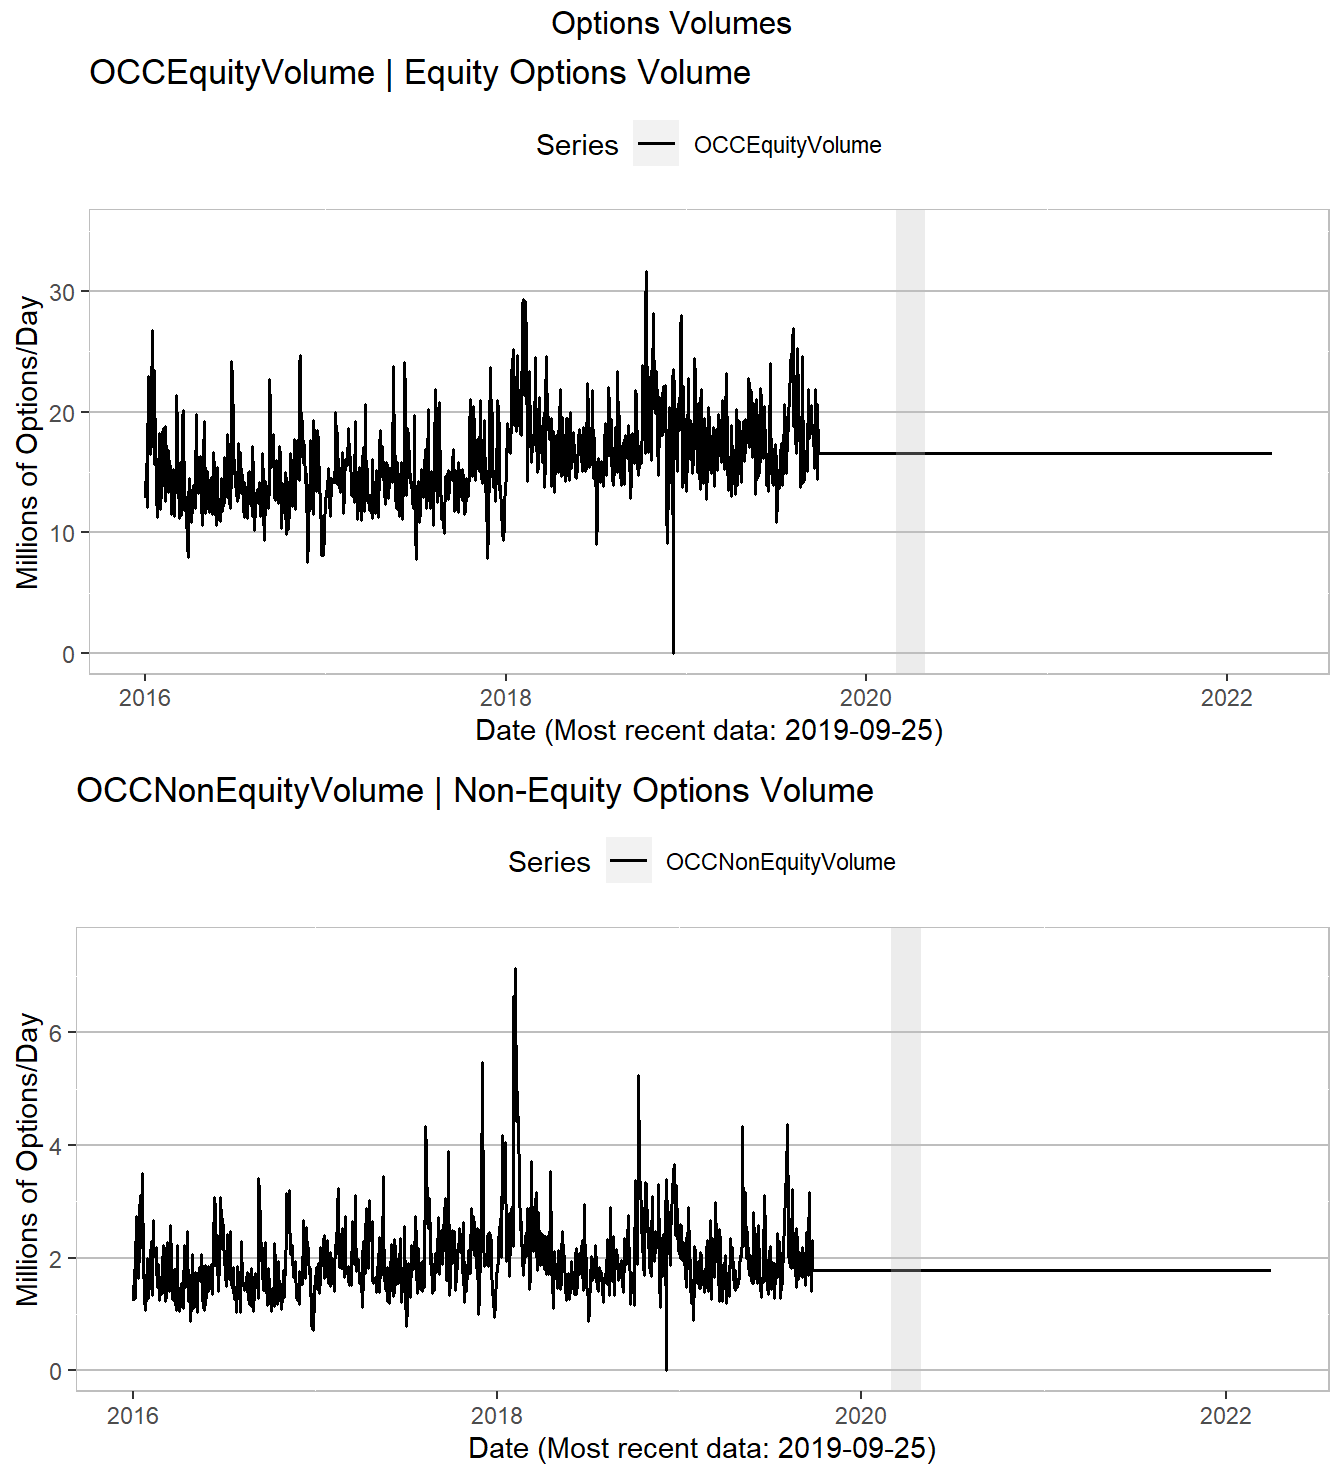 Options Volumes
OCCEquityVolume | Equity Options Volume
Series OCCEquityVolume
Millions of Options/Day
30
20
10
0
2016 2018 2020 2022
Date (Most recent data: 2019-09-25)
OCCNonEquityVolume | Non-Equity Options Volume
Series OCCNonEquityVolume
Millions of Options/Day
6
4
2
0
2016 2018 2020 2022
Date (Most recent data: 2019-09-25)